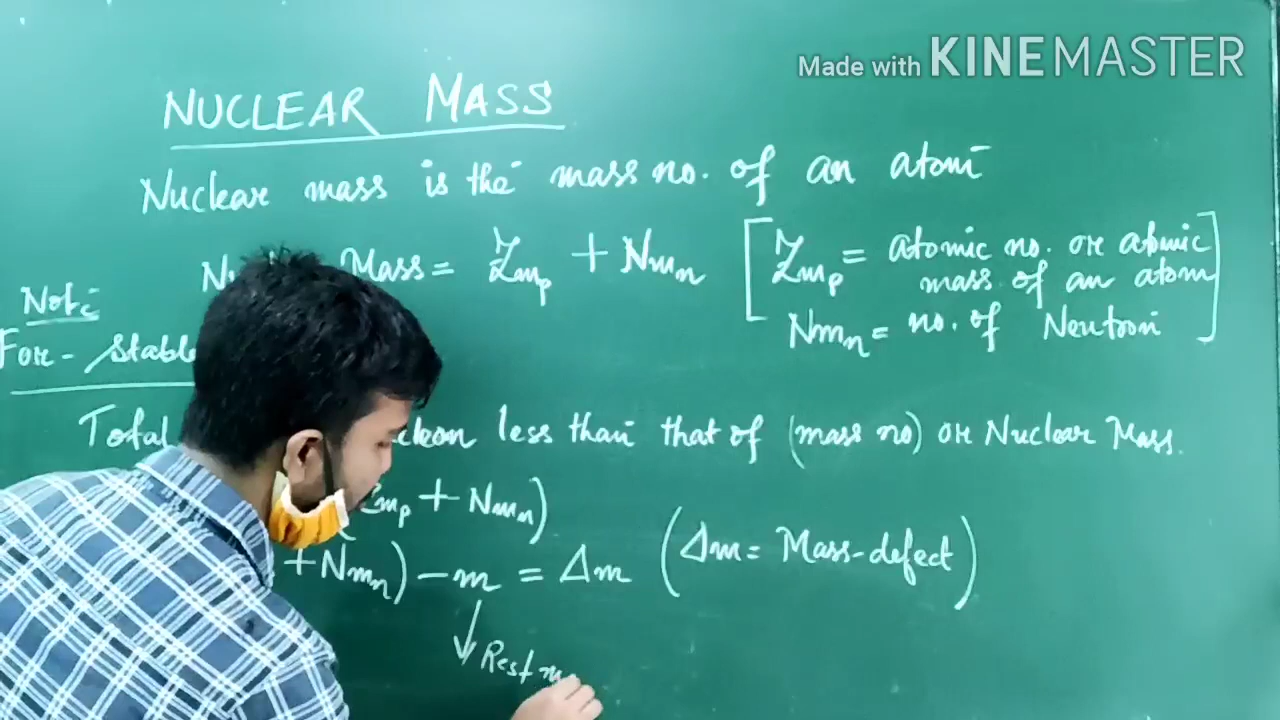 Made with KINEMASTER
NUCLEAR MASS
Nuclear mass is the mass no. of an atom
Mass = Zmp + Nmn [Zmp = atomic no. or atomic
mass of an atom
Nmn = no. of Neutron]
Note
For - stable
Total less than that of (mass no) or Nuclear Mass.
Zmp + Nmn)
+ Nmn) - m = Δm (Δm = Mass-defect)
↓ Rest